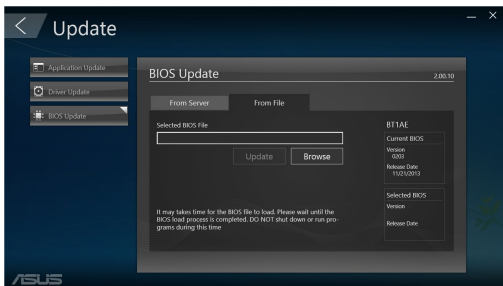 Update
Application Update
Driver Update
BIOS Update
BIOS Update
2.00.10
From Server
From File
Selected BIOS File
Update
Browse
It may takes time for the BIOS file to load. Please wait until the
BIOS load process is completed. DO NOT shut down or run pro-
grams during this time
BT1AE
Current BIOS
Version
0203
Release Date
11/21/2013
Selected BIOS
Version
Release Date
ASUS